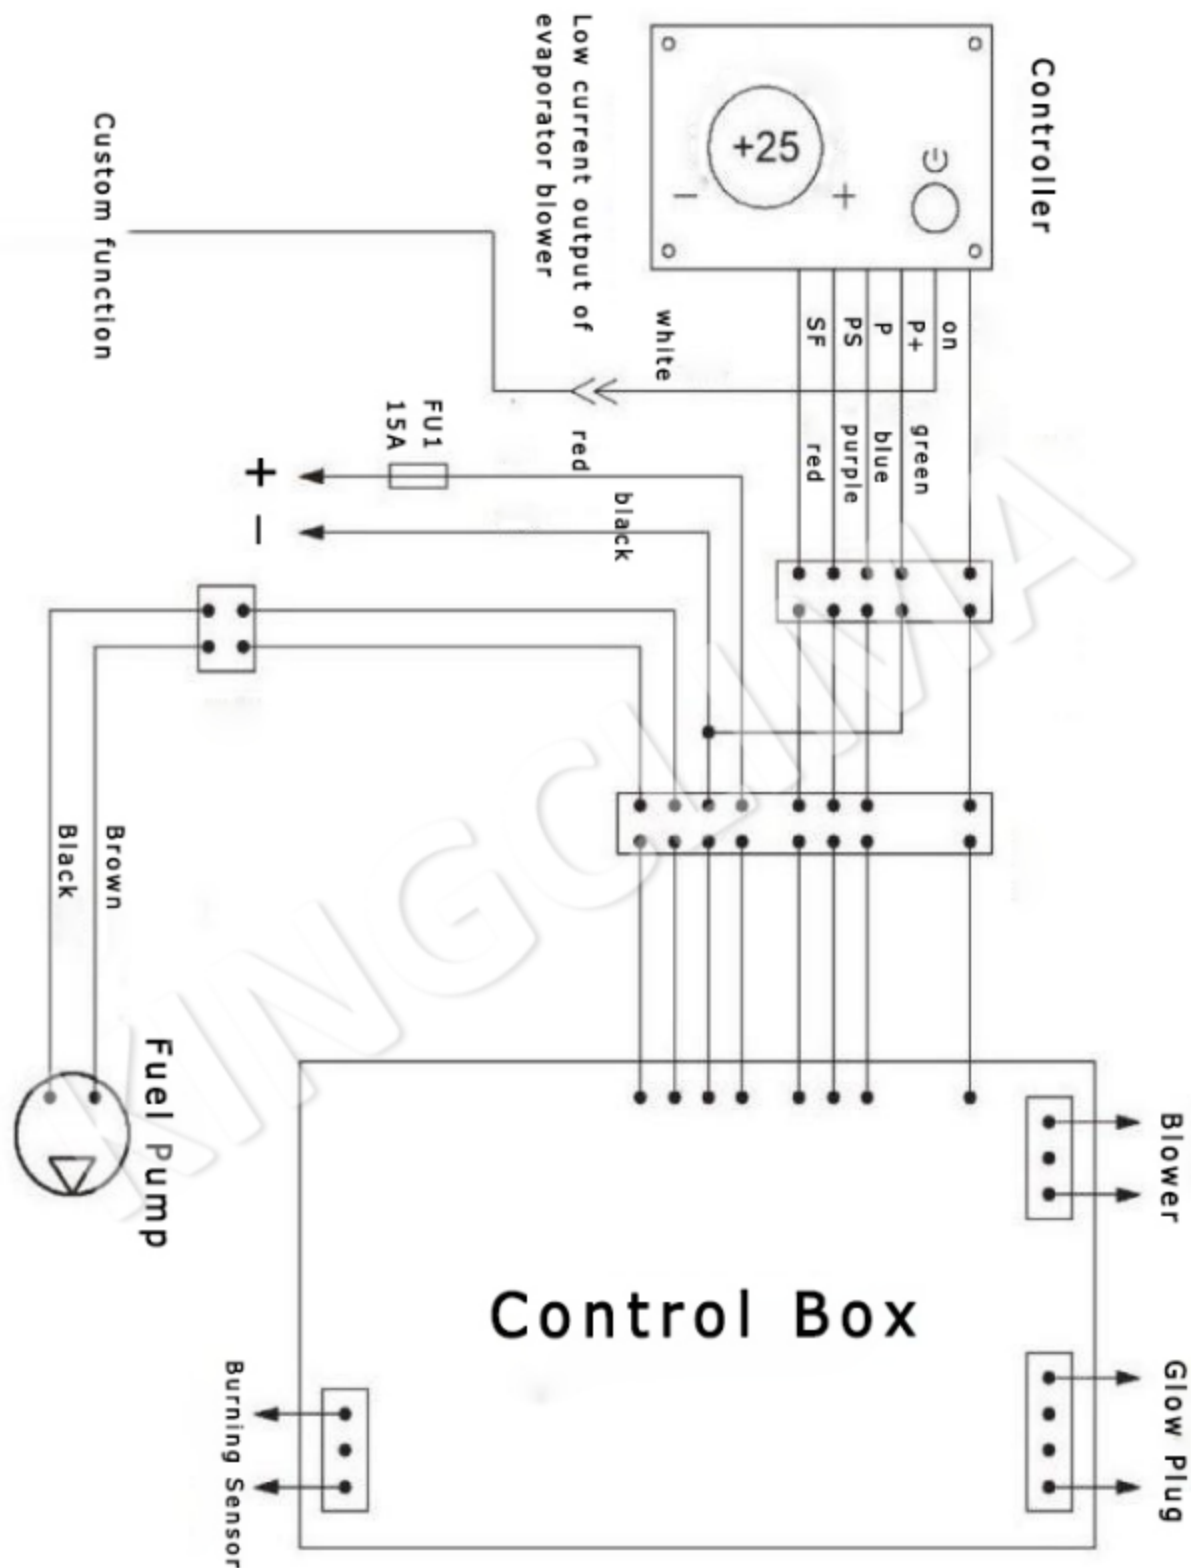 Controller
+25
+
−
Low current output of
evaporator blower
Custom function
on
P+
P
PS
SF
white
green
blue
purple
red
red
black
FU1
15A
+
−
Brown
Black
Fuel Pump
Control Box
Blower
Glow Plug
Burning Sensor
KINGCLIMA